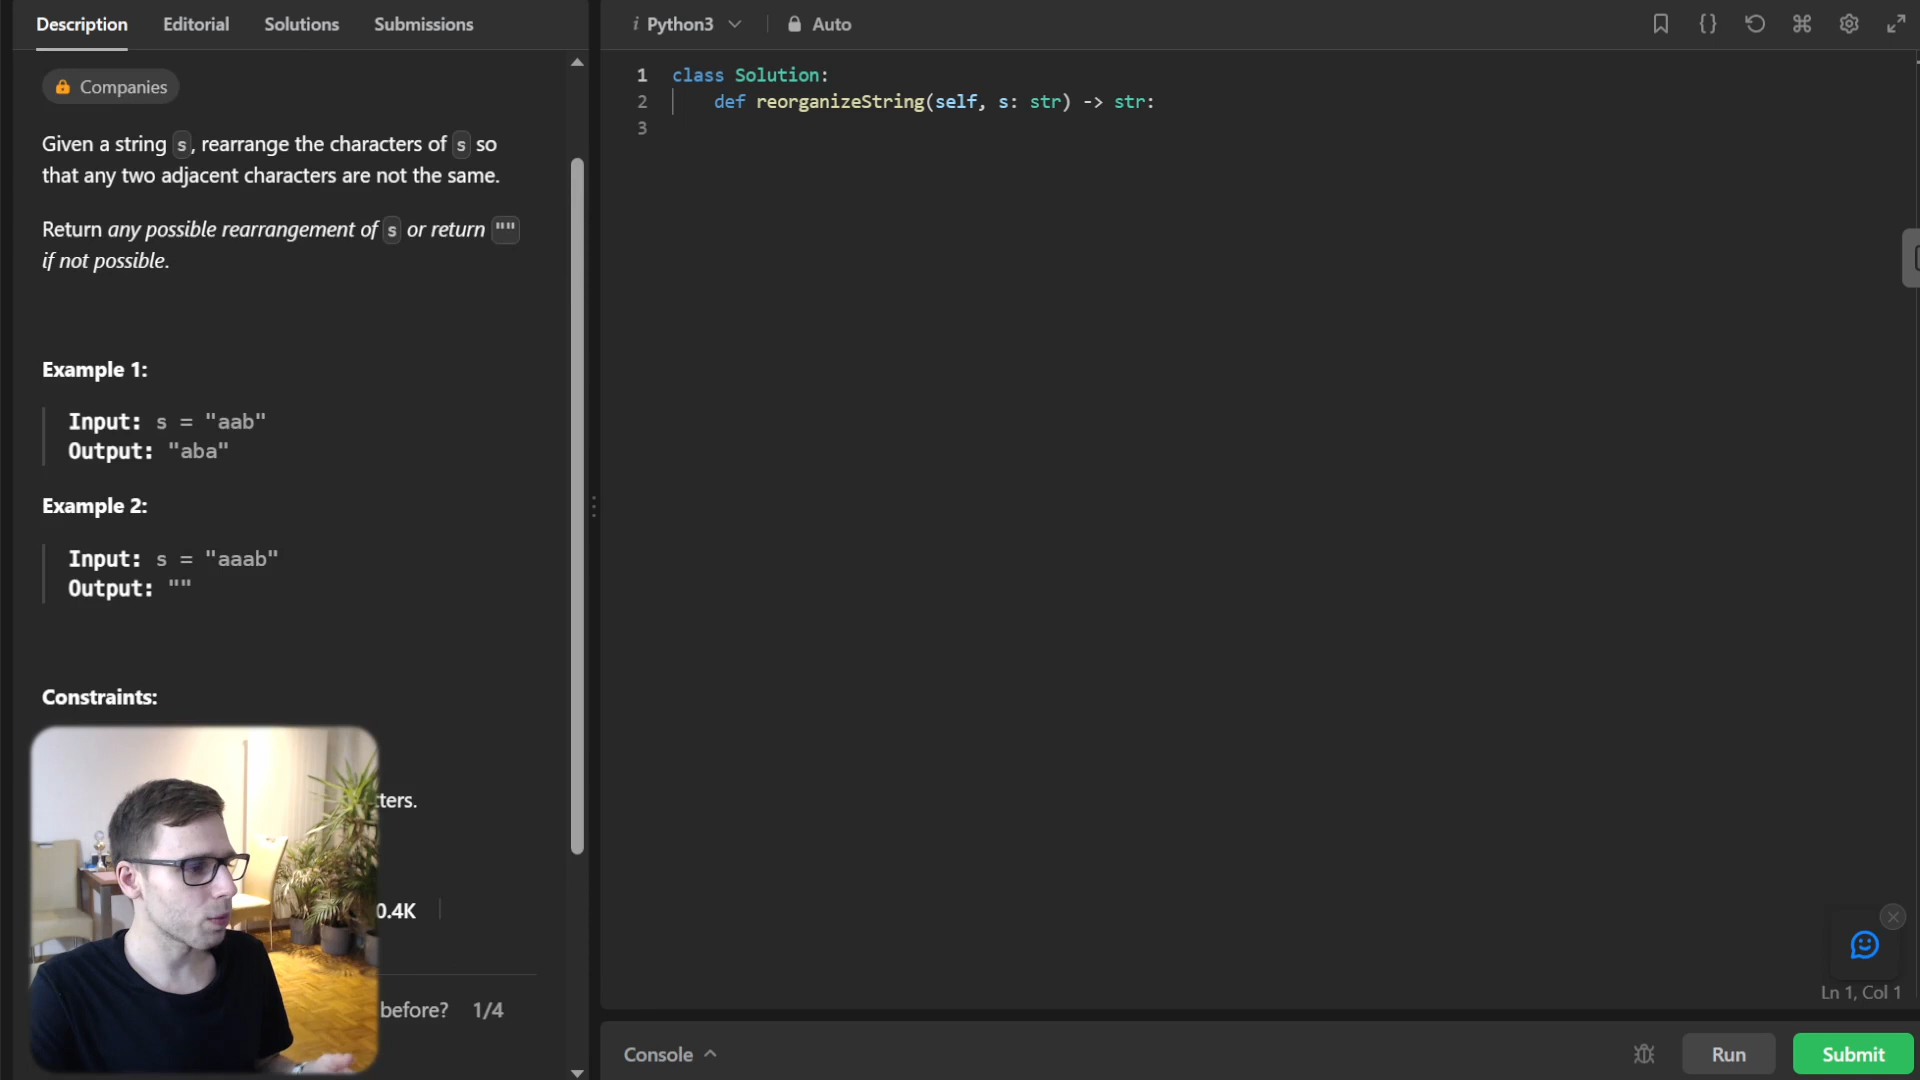 Description Editorial Solutions Submissions
Companies
Given a string s, rearrange the characters of s so
that any two adjacent characters are not the same.
Return any possible rearrangement of s or return ""
if not possible.
Example 1:
Input: s = "aab"
Output: "aba"
Example 2:
Input: s = "aaab"
Output: ""
Constraints:
ters.
0.4K
before? 1/4
i Python3 Auto
{}
1 class Solution:
2 def reorganizeString(self, s: str) -> str:
3
Ln 1, Col 1
Console Run Submit